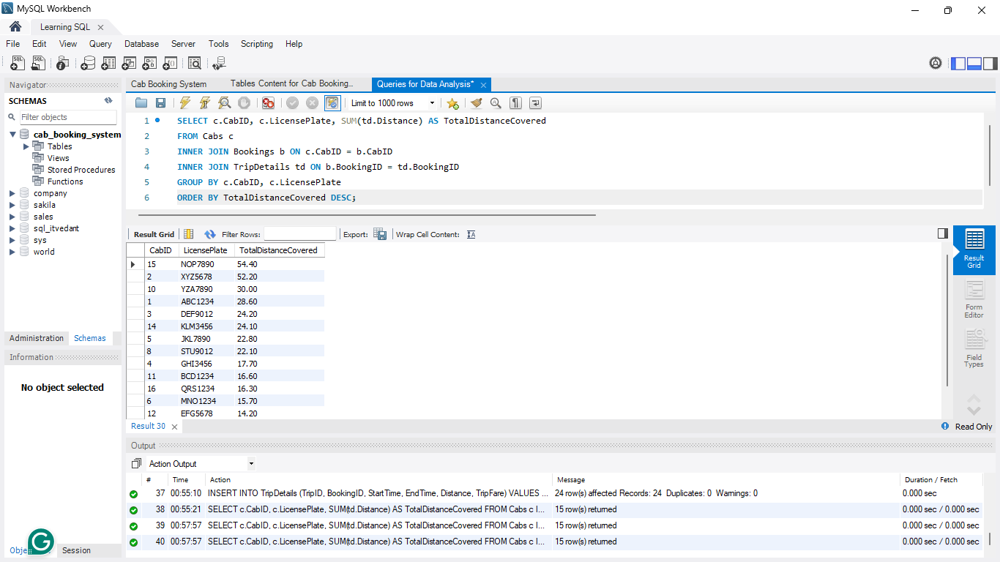 MySQL Workbench
Learning SQL
File Edit View Query Database Server Tools Scripting Help
Navigator
SCHEMAS
Filter objects
cab_booking_system
Tables
Views
Stored Procedures
Functions
company
sakila
sales
sql_itvedant
sys
world
Administration Schemas
Information
No object selected
Session
Cab Booking System Tables Content for Cab Booking... Queries for Data Analysis*
Limit to 1000 rows
1 SELECT c.CabID, c.LicensePlate, SUM(td.Distance) AS TotalDistanceCovered
2 FROM Cabs c
3 INNER JOIN Bookings b ON c.CabID = b.CabID
4 INNER JOIN TripDetails td ON b.BookingID = td.BookingID
5 GROUP BY c.CabID, c.LicensePlate
6 ORDER BY TotalDistanceCovered DESC;
Result Grid Filter Rows: Export: Wrap Cell Content:
CabID LicensePlate TotalDistanceCovered
15 NOP7890 54.40
2 XYZ5678 52.20
10 YZA7890 30.00
1 ABC1234 28.60
3 DEF9012 24.20
14 KLM3456 24.10
5 JKL7890 22.80
8 STU9012 22.10
4 GHI3456 17.70
11 BCD1234 16.60
16 QRS1234 16.30
6 MNO1234 15.70
12 EFG5678 14.20
Result
Grid
Form
Editor
Field
Types
Result 30
Read Only
Output
Action Output
# Time Action Message Duration / Fetch
37 00:55:10 INSERT INTO TripDetails (TripID, BookingID, StartTime, EndTime, Distance, TripFare) VALUES ... 24 row(s) affected Records: 24 Duplicates: 0 Warnings: 0 0.000 sec
38 00:55:21 SELECT c.CabID, c.LicensePlate, SUM(td.Distance) AS TotalDistanceCovered FROM Cabs c I... 15 row(s) returned 0.000 sec / 0.000 sec
39 00:57:57 SELECT c.CabID, c.LicensePlate, SUM(td.Distance) AS TotalDistanceCovered FROM Cabs c I... 15 row(s) returned 0.000 sec / 0.000 sec
40 00:57:57 SELECT c.CabID, c.LicensePlate, SUM(td.Distance) AS TotalDistanceCovered FROM Cabs c I... 15 row(s) returned 0.000 sec / 0.000 sec